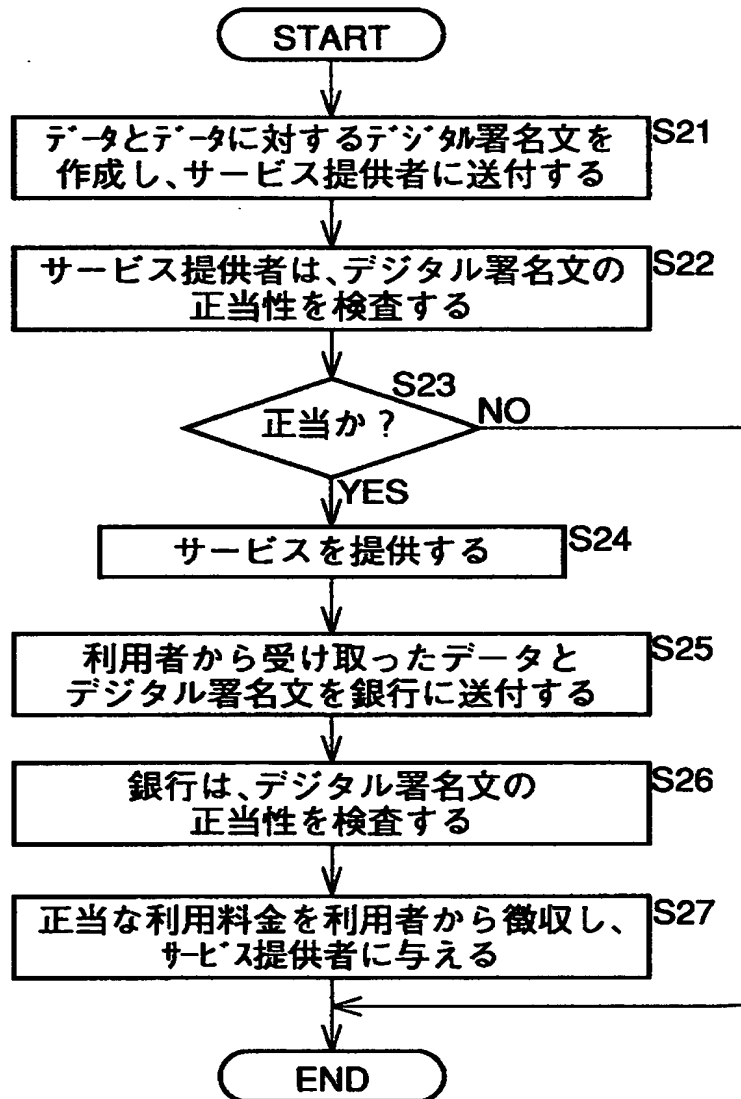 START
データとデータに対するデジタル署名文を
作成し、サービス提供者に送付する
S21
サービス提供者は、デジタル署名文の
正当性を検査する
S22
S23
正当か？
NO
YES
サービスを提供する
S24
利用者から受け取ったデータと
デジタル署名文を銀行に送付する
S25
銀行は、デジタル署名文の
正当性を検査する
S26
正当な利用料金を利用者から徴収し、
サービス提供者に与える
S27
END